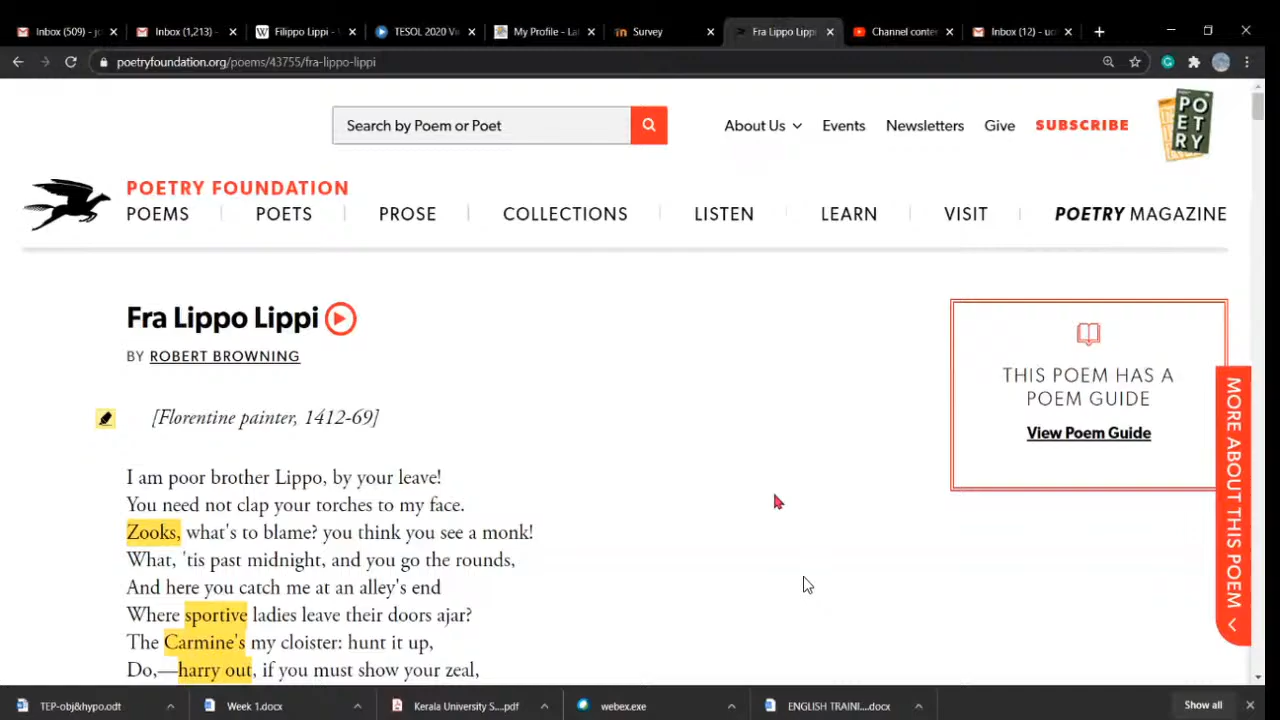 Inbox (509) - j
Inbox (1,213) -
Filippo Lippi -
TESOL 2020 V
My Profile - La
Survey
Fra Lippo Lippi
Channel conte
Inbox (12) - u
poetryfoundation.org/poems/43755/fra-lippo-lippi
Search by Poem or Poet
About Us
Events
Newsletters
Give
SUBSCRIBE
PO
ET
RY
POETRY FOUNDATION
POEMS
POETS
PROSE
COLLECTIONS
LISTEN
LEARN
VISIT
POETRY MAGAZINE
Fra Lippo Lippi
BY ROBERT BROWNING
[Florentine painter, 1412-69]
I am poor brother Lippo, by your leave!
You need not clap your torches to my face.
Zooks, what's to blame? you think you see a monk!
What, 'tis past midnight, and you go the rounds,
And here you catch me at an alley's end
Where sportive ladies leave their doors ajar?
The Carmine's my cloister: hunt it up,
Do,—harry out, if you must show your zeal,
THIS POEM HAS A
POEM GUIDE
View Poem Guide
MORE ABOUT THIS POEM
TEP-obj&hypo.odt
Week 1.docx
Kerala University S....pdf
webex.exe
ENGLISH TRAINI....docx
Show all